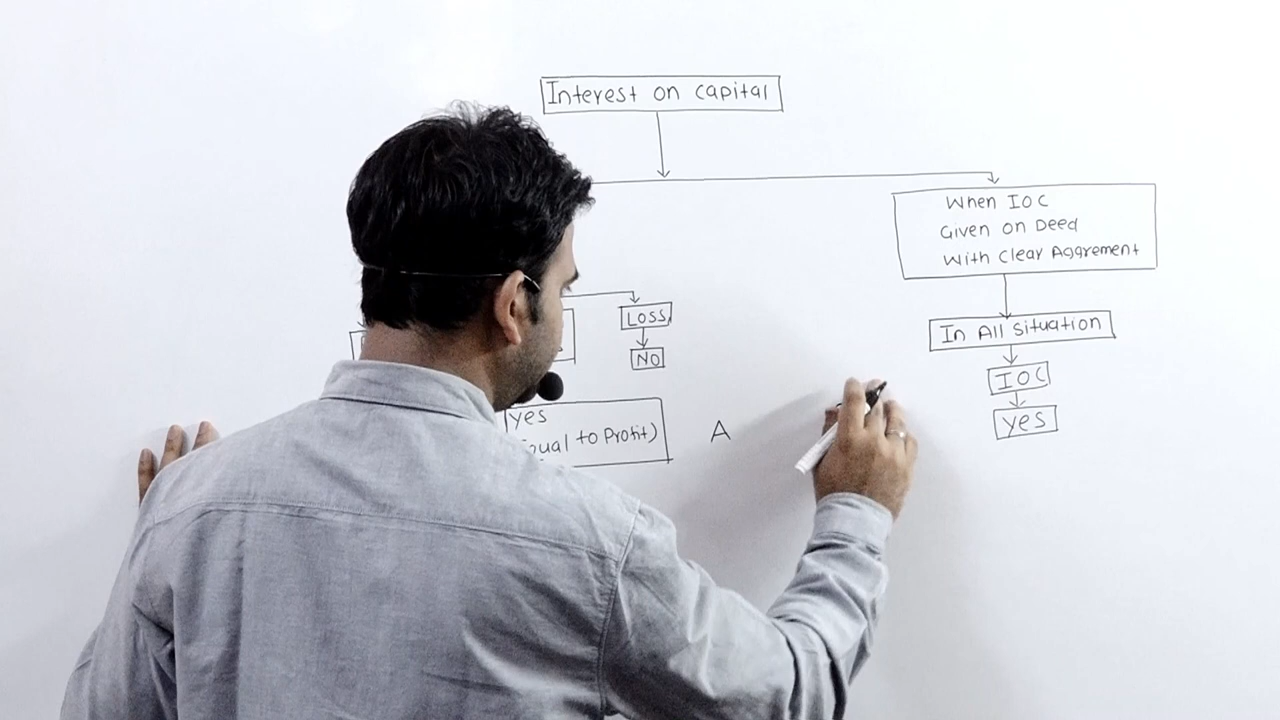 Interest on capital
When IOC
Given on Deed
With clear Aggrement
Loss
NO
In All situation
IOC
yes
yes
to Profit)
A